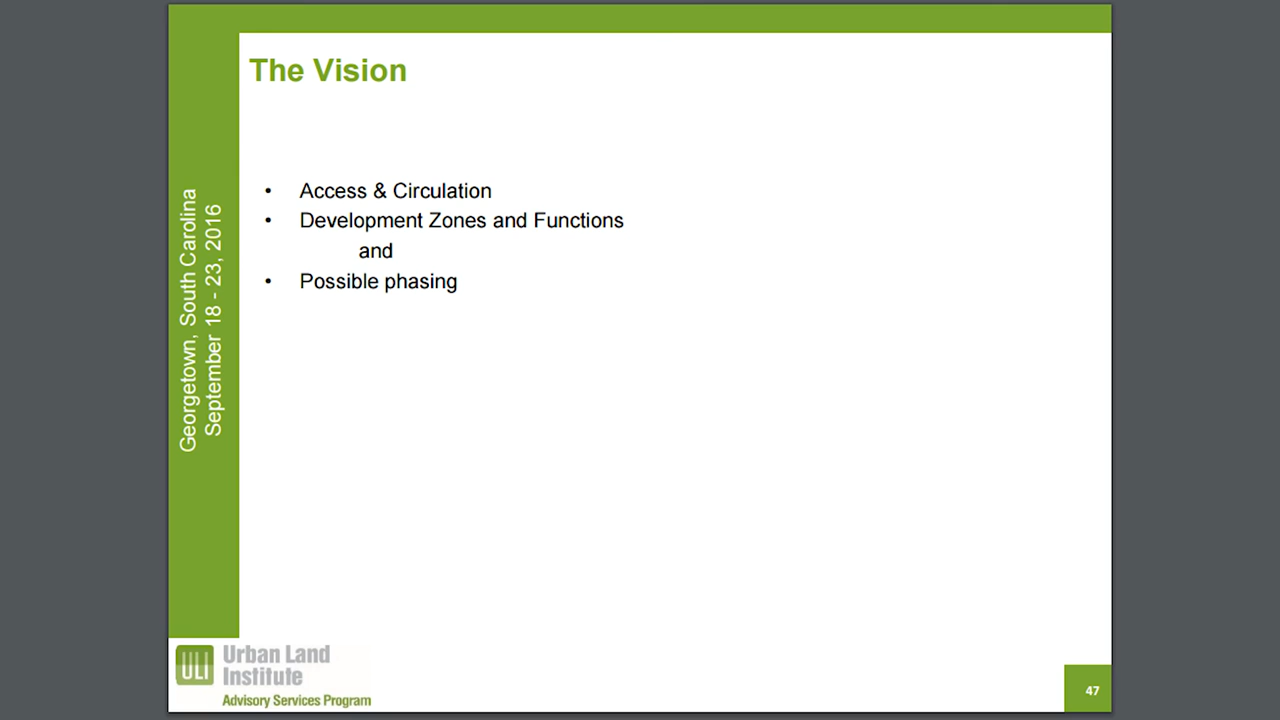 The Vision
• Access & Circulation
• Development Zones and Functions
and
• Possible phasing
Georgetown, South Carolina
September 18 - 23, 2016
ULI
Urban Land
Institute
Advisory Services Program
47